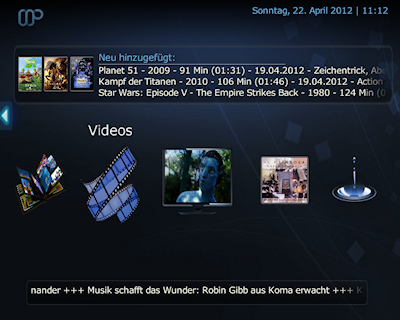 Sonntag, 22. April 2012 | 11:12
Neu hinzugefügt:
Planet 51 - 2009 - 91 Min (01:31) - 19.04.2012 - Zeichentrick, Ab
Kampf der Titanen - 2010 - 106 Min (01:46) - 19.04.2012 - Action
Star Wars: Episode V - The Empire Strikes Back - 1980 - 124 Min (0
Videos
nander +++ Musik schafft das Wunder: Robin Gibb aus Koma erwacht +++ K